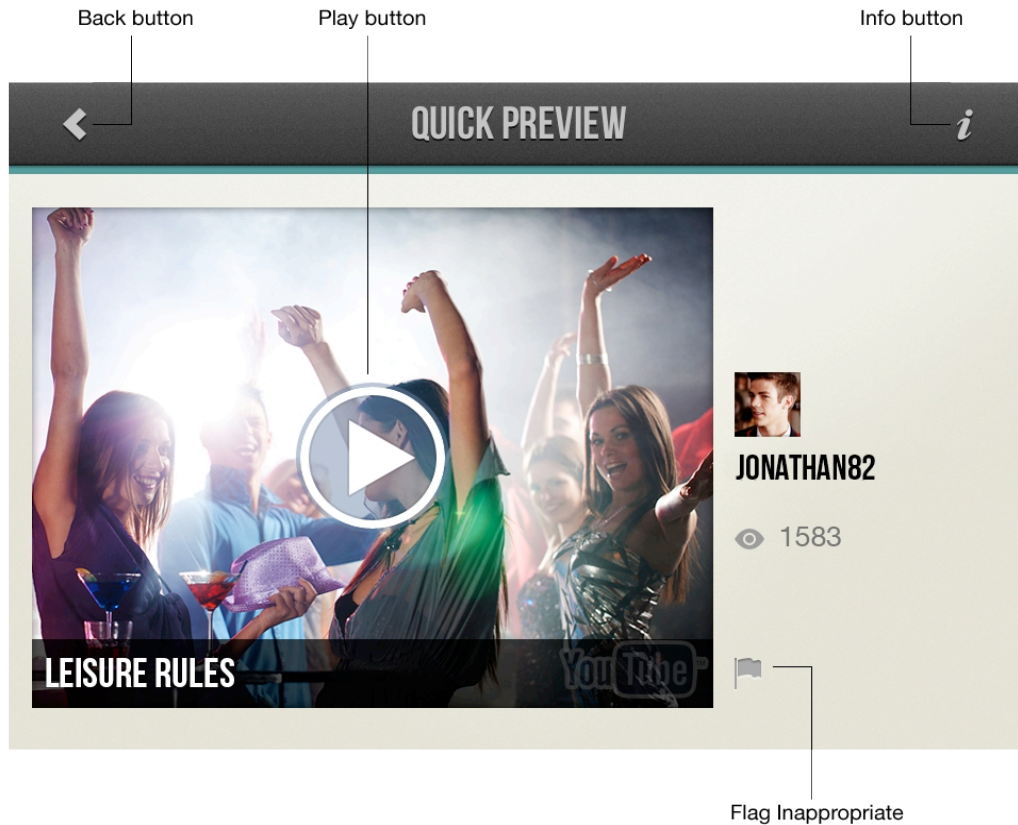 Back button
Play button
Info button
QUICK PREVIEW
i
JONATHAN82
1583
LEISURE RULES
YouTube
Flag Inappropriate